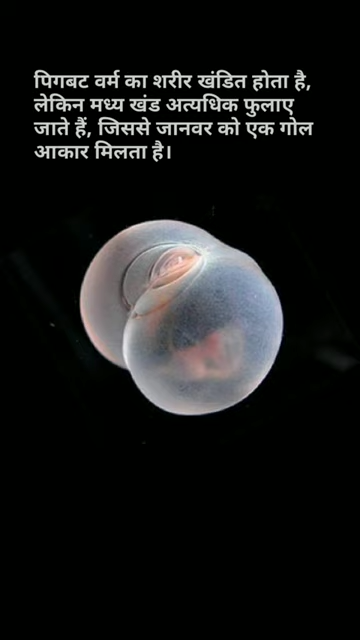 पिगबट वर्म का शरीर खंडित होता है,
लेकिन मध्य खंड अत्यधिक फुलाए
जाते हैं, जिससे जानवर को एक गोल
आकार मिलता है।